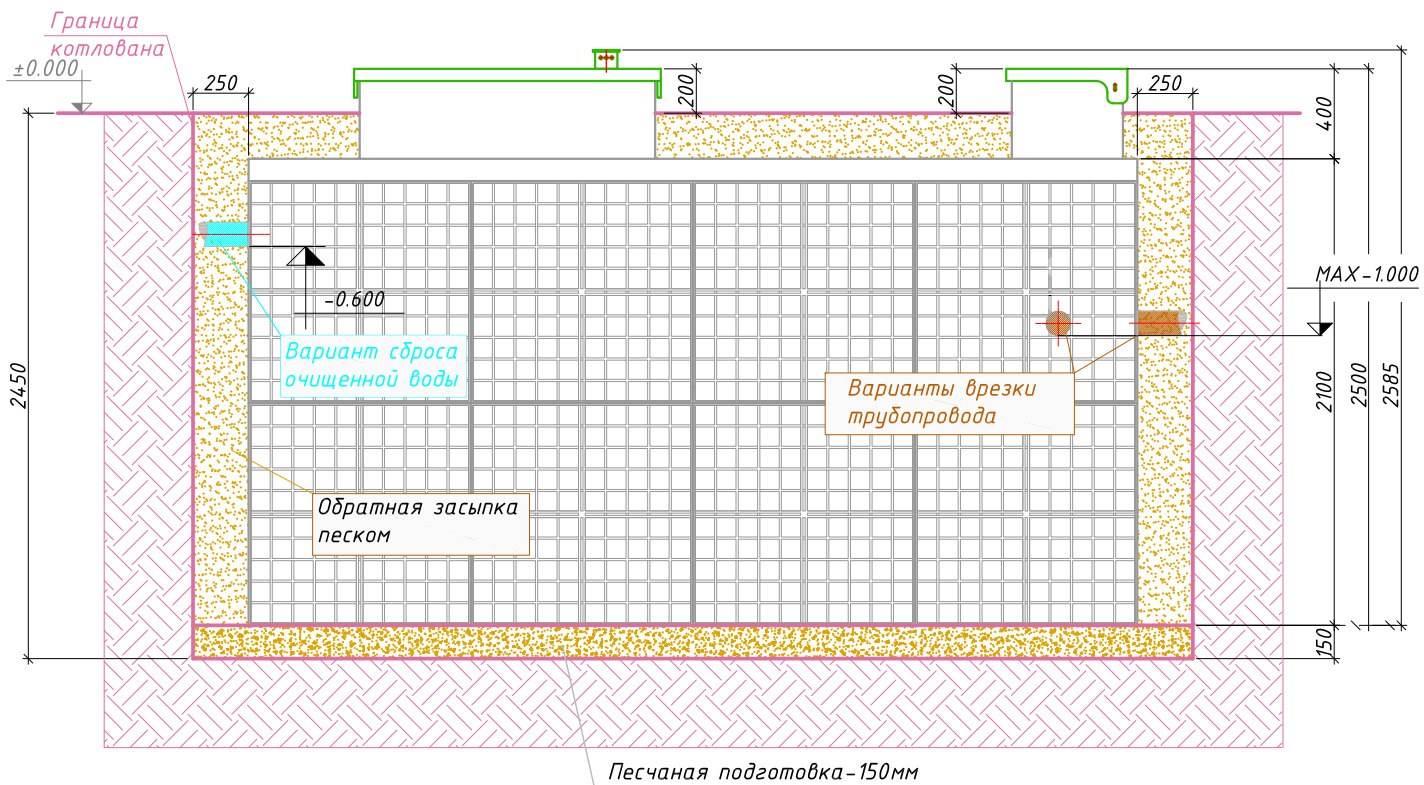 Граница
котлована
±0.000
250
200
200
250
400
-0.600
MAX-1.000
Вариант сброса
очищенной воды
Варианты врезки
трубопровода
2450
2100
2500
2585
Обратная засыпка
песком
150
Песчаная подготовка-150мм